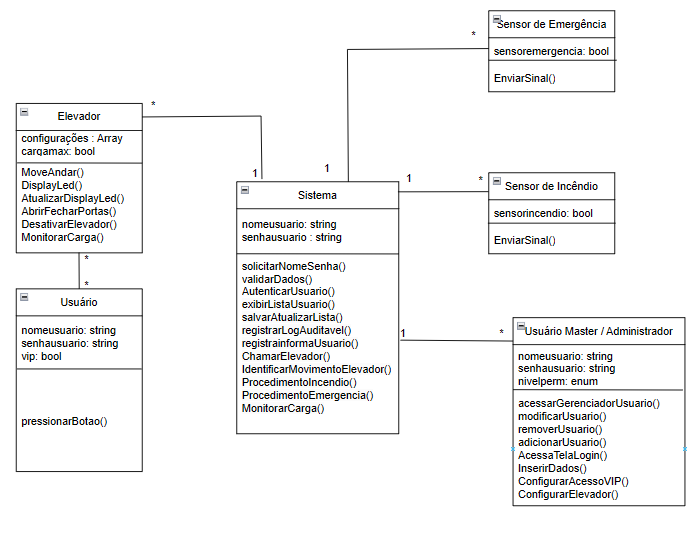 Sensor de Emergência
sensoremergencia: bool
EnviarSinal()
*
*
Elevador
configurações : Array
cargamax: bool
MoveAndar()
DisplayLed()
AtualizarDisplayLed()
AbrirFecharPortas()
DesativarElevador()
MonitorarCarga()
1
1
1
*
Sistema
nomeusuario: string
senhausuario : string
solicitarNomeSenha()
validarDados()
AutenticarUsuario()
exibirListaUsuario()
salvarAtualizarLista()
registrarLogAuditavel()
registrainformaUsuario()
ChamarElevador()
IdentificarMovimentoElevador()
ProcedimentoIncendio()
ProcedimentoEmergencia()
MonitorarCarga()
Sensor de Incêndio
sensorincendio: bool
EnviarSinal()
*
*
Usuário
nomeusuario: string
senhausuario: string
vip: bool
pressionarBotao()
1
*
Usuário Master / Administrador
nomeusuario: string
senhausuario: string
nivelperm: enum
acessarGerenciadorUsuario()
modificarUsuario()
removerUsuario()
adicionarUsuario()
AcessaTelaLogin()
InserirDados()
ConfigurarAcessoVIP()
ConfigurarElevador()